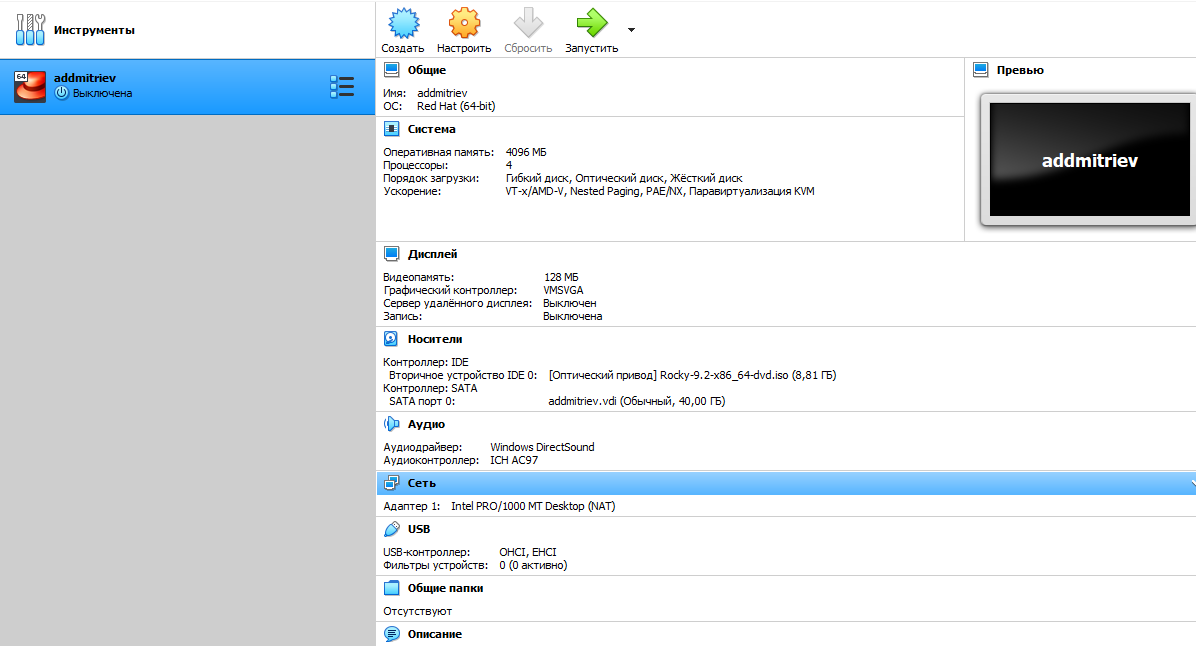 Инструменты
64
addmitriev
Выключена
Создать Настроить Сбросить Запустить
Общие
Имя: addmitriev
ОС: Red Hat (64-bit)
Система
Оперативная память: 4096 МБ
Процессоры: 4
Порядок загрузки: Гибкий диск, Оптический диск, Жёсткий диск
Ускорение: VT-x/AMD-V, Nested Paging, PAE/NX, Паравиртуализация KVM
Превью
addmitriev
Дисплей
Видеопамять: 128 МБ
Графический контроллер: VMSVGA
Сервер удалённого дисплея: Выключен
Запись: Выключена
Носители
Контроллер: IDE
Вторичное устройство IDE 0: [Оптический привод] Rocky-9.2-x86_64-dvd.iso (8,81 ГБ)
Контроллер: SATA
SATA порт 0: addmitriev.vdi (Обычный, 40,00 ГБ)
Аудио
Аудиодрайвер: Windows DirectSound
Аудиоконтроллер: ICH AC97
Сеть
Адаптер 1: Intel PRO/1000 MT Desktop (NAT)
USB
USB-контроллер: OHCI, EHCI
Фильтры устройств: 0 (0 активно)
Общие папки
Отсутствуют
Описание